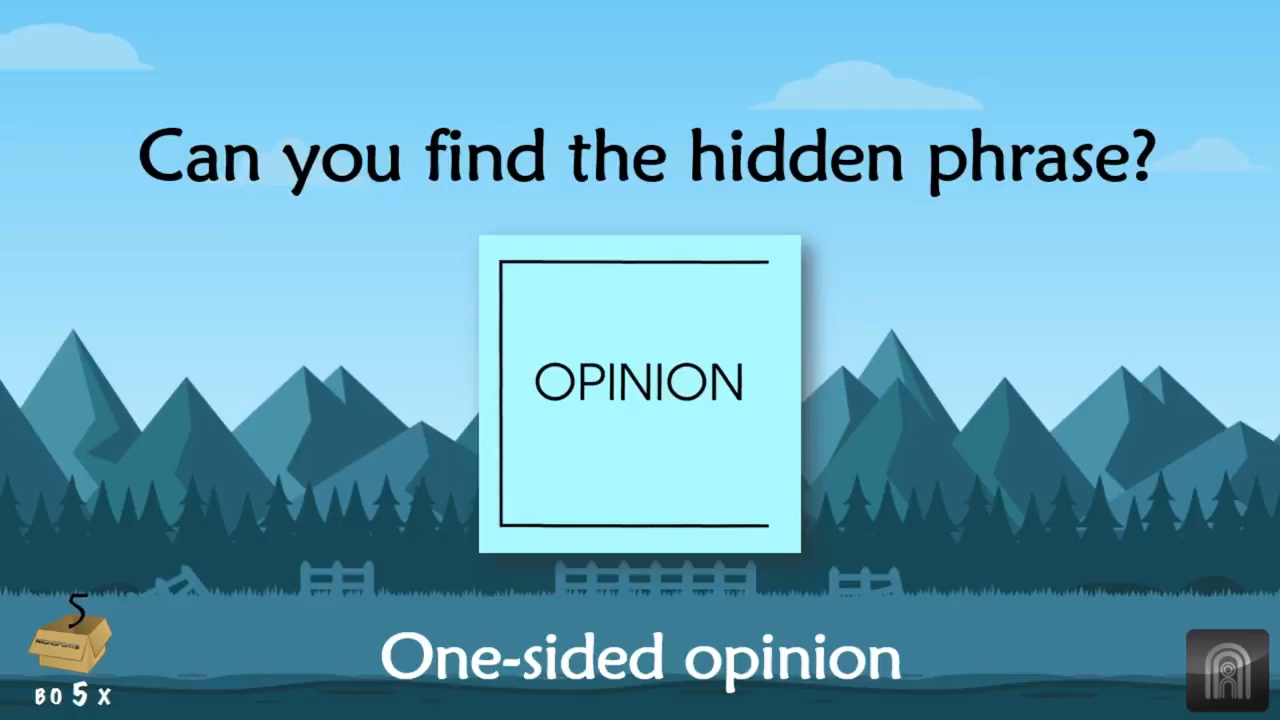 Can you find the hidden phrase?
OPINION
5
BO 5 X
One-sided opinion